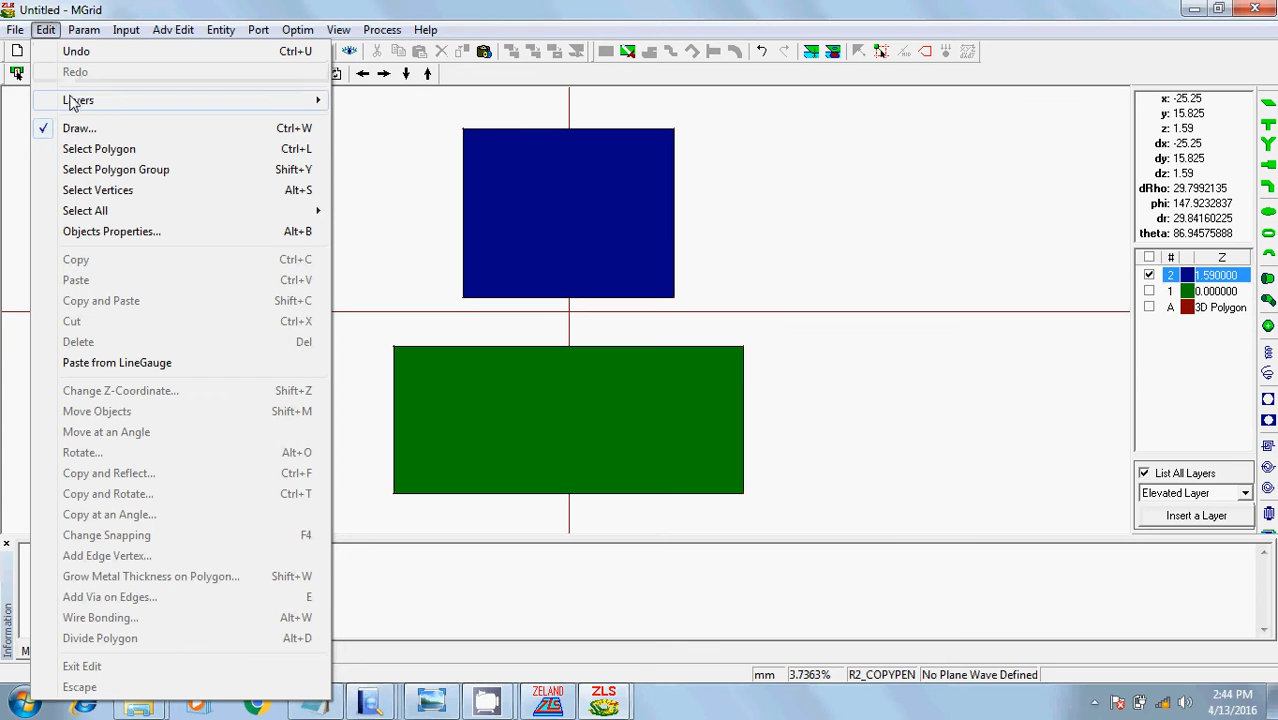 Untitled - MGrid
File Edit Param Input Adv Edit Entity Port Optim View Process Help
Undo Ctrl+U
Redo
Layers
Draw... Ctrl+W
Select Polygon Ctrl+L
Select Polygon Group Shift+Y
Select Vertices Alt+S
Select All
Objects Properties... Alt+B
Copy Ctrl+C
Paste Ctrl+V
Copy and Paste Shift+C
Cut Ctrl+X
Delete Del
Paste from LineGauge
Change Z-Coordinate... Shift+Z
Move Objects Shift+M
Move at an Angle
Rotate... Alt+O
Copy and Reflect... Ctrl+F
Copy and Rotate... Ctrl+T
Copy at an Angle...
Change Snapping F4
Add Edge Vertex...
Grow Metal Thickness on Polygon... Shift+W
Add Via on Edges... E
Wire Bonding... Alt+W
Divide Polygon Alt+D
Exit Edit
Escape
x: -25.25
y: 15.825
z: 1.59
dx: -25.25
dy: 15.825
dz: 1.59
dRho: 29.7992135
phi: 147.9232837
dr: 29.84160225
theta: 86.94575888
# Z
2 1.590000
1 0.000000
A 3D Polygon
List All Layers
Elevated Layer
Insert a Layer
Information
mm 3.7363% R2_COPYPEN No Plane Wave Defined
ZELAND
ZLS
2:44 PM
4/13/2016